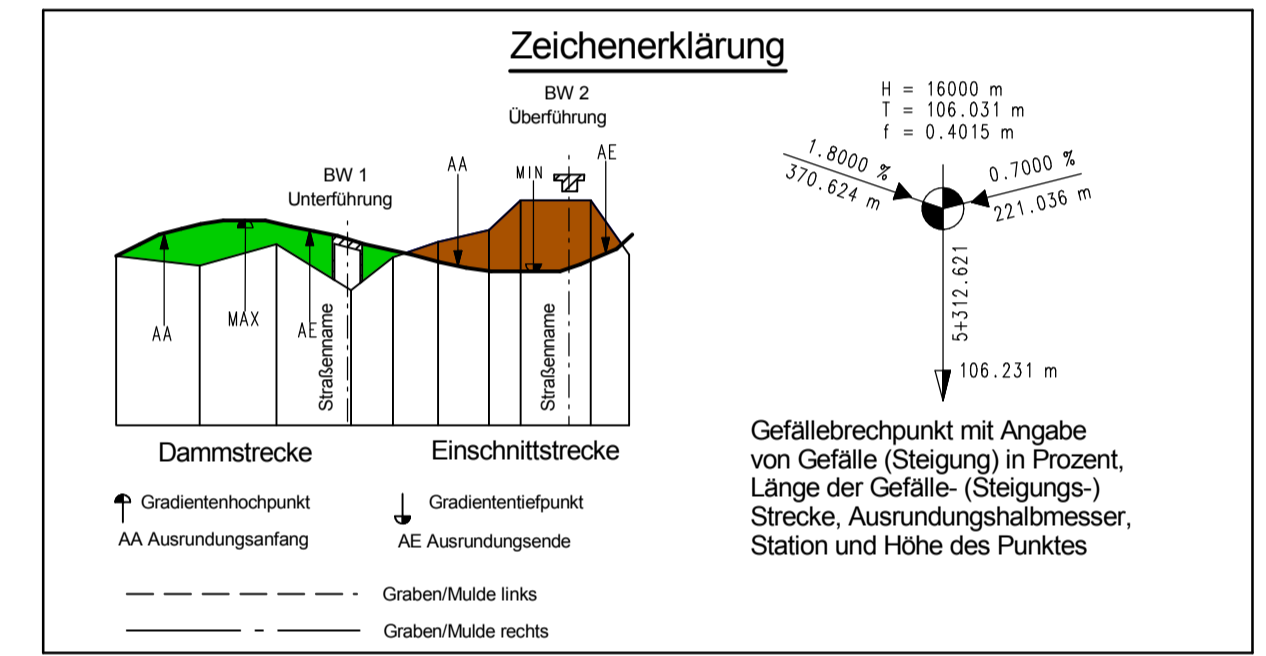 Zeichenerklärung
BW 2
Überführung
BW 1
Unterführung
AA
MIN
AE
AA
MAX
AE
Straßenname
Straßenname
Dammstrecke
Einschnittstrecke
Gradientenhochpunkt
Gradiententiefpunkt
AA Ausrundungsanfang
AE Ausrundungsende
Graben/Mulde links
Graben/Mulde rechts
H = 16000 m
T = 106.031 m
f = 0.4015 m
1.8000 %
370.624 m
0.7000 %
221.036 m
5+312.621
106.231 m
Gefällebrechpunkt mit Angabe
von Gefälle (Steigung) in Prozent,
Länge der Gefälle- (Steigungs-)
Strecke, Ausrundungshalbmesser,
Station und Höhe des Punktes